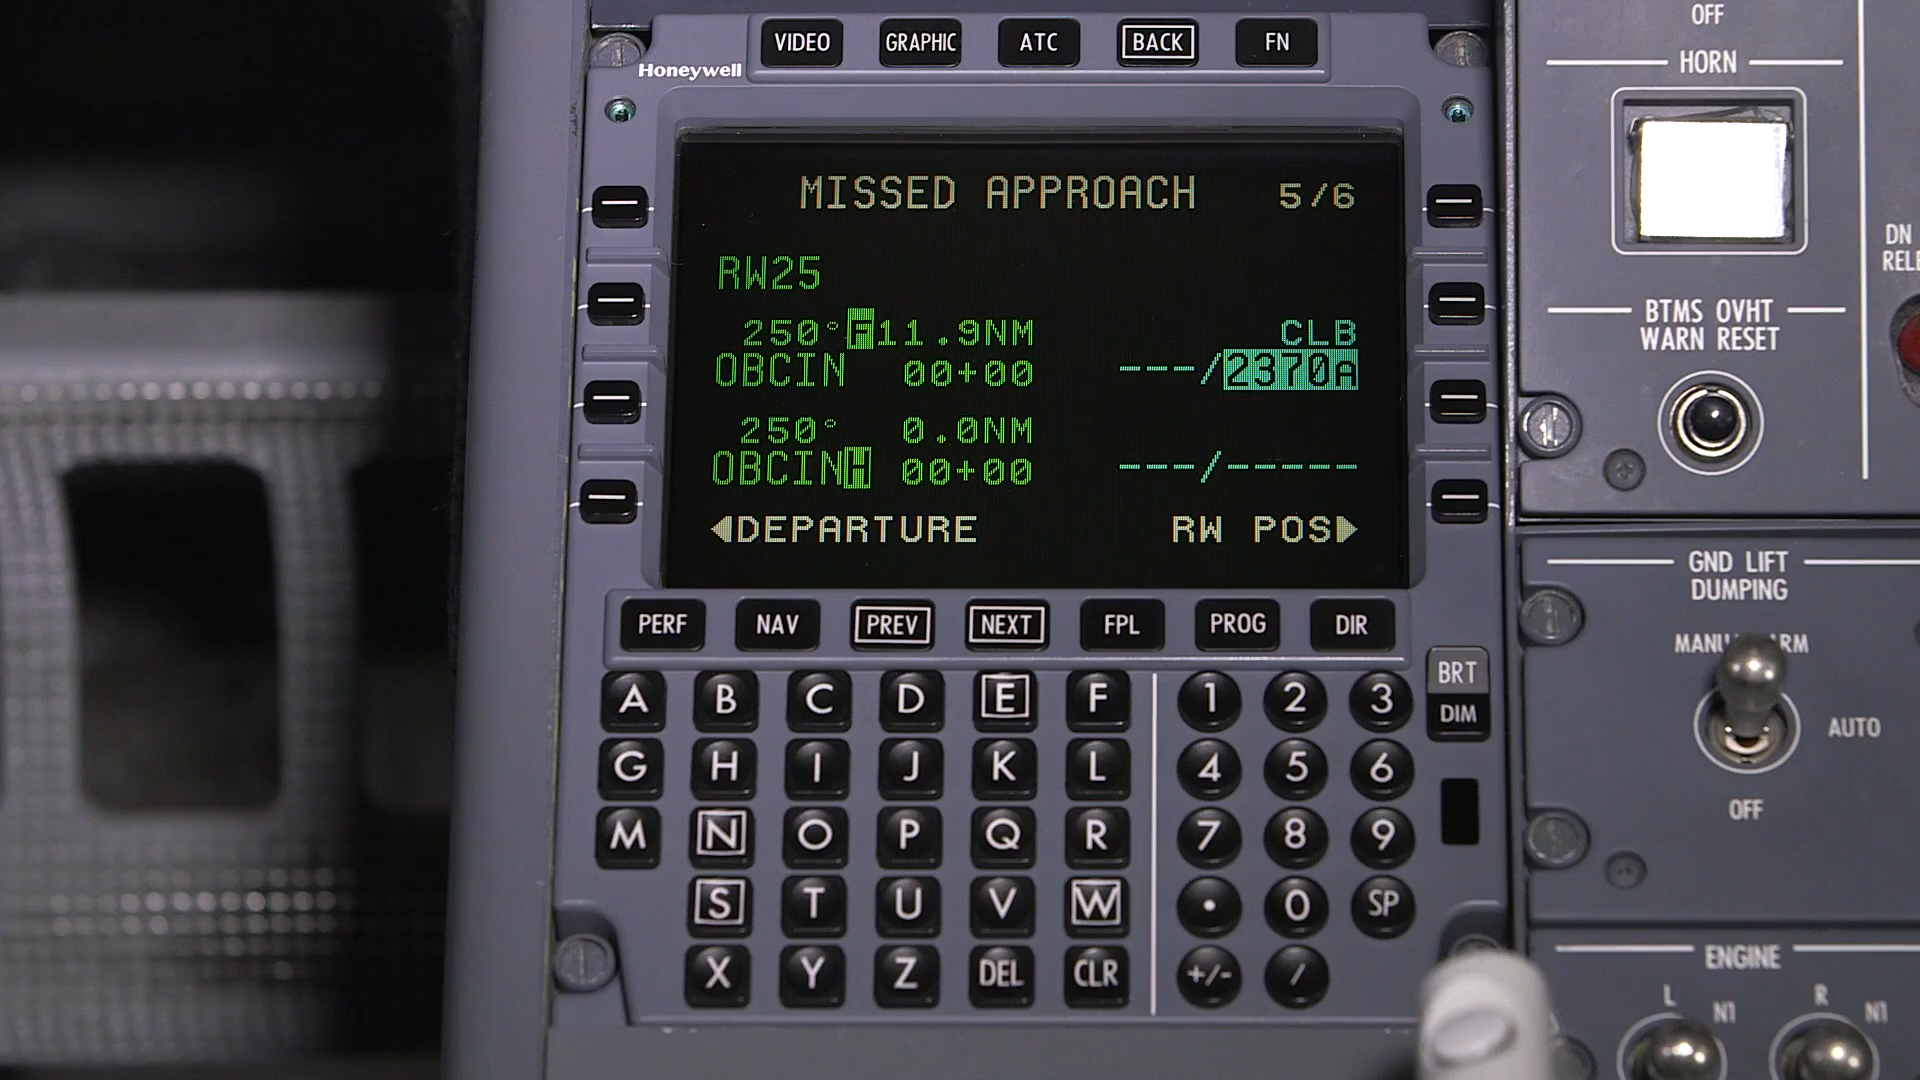 VIDEO GRAPHIC ATC BACK FN
Honeywell
MISSED APPROACH 5/6
RW25
250° F 11.9NM CLB
OBCIN 00+00 ---/2370A
250° 0.0NM
OBCIN H 00+00 ---/-----
◀DEPARTURE RW POS▶
PERF NAV PREV NEXT FPL PROG DIR
BRT
DIM
A B C D E F 1 2 3
G H I J K L 4 5 6
M N O P Q R 7 8 9
S T U V W • 0 SP
X Y Z DEL CLR +/- /
OFF
HORN
DN
BTMS OVHT
WARN RESET
GND LIFT
DUMPING
AUTO
OFF
ENGINE
L N1 R N1